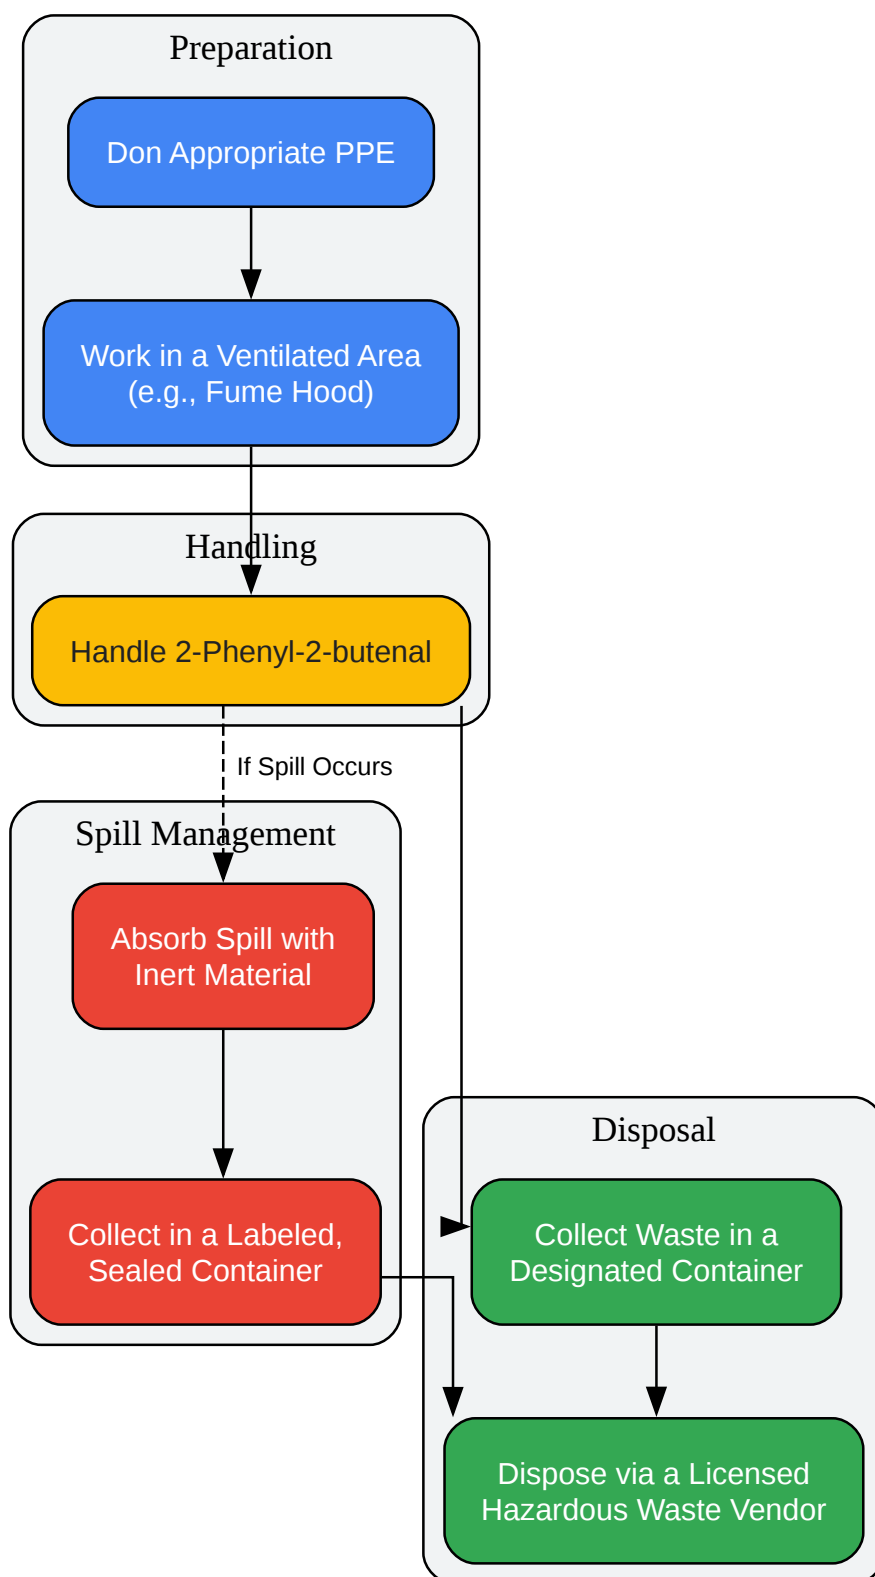 Preparation
Don Appropriate PPE
Work in a Ventilated Area
(e.g., Fume Hood)
Handling
Handle 2-Phenyl-2-butenal
If Spill Occurs
Spill Management
Absorb Spill with
Inert Material
Collect in a Labeled,
Sealed Container
Disposal
Collect Waste in a
Designated Container
Dispose via a Licensed
Hazardous Waste Vendor